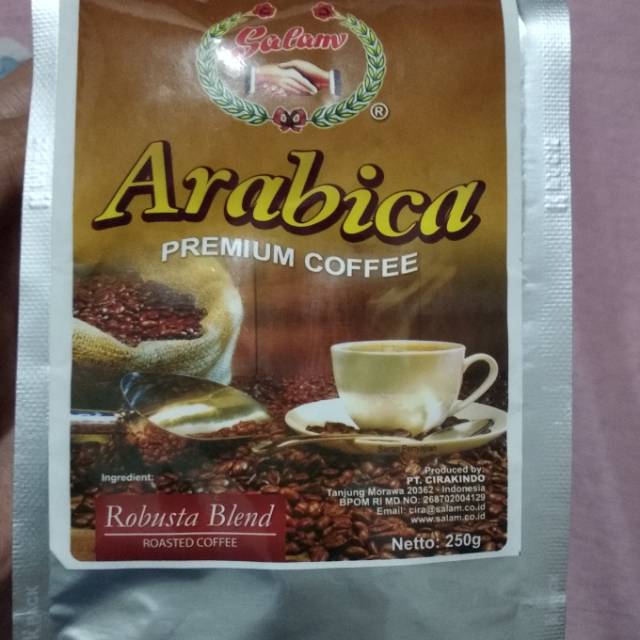 Salam
®
Arabica
PREMIUM COFFEE
Ingredient:
Robusta Blend
ROASTED COFFEE
Produced by:
PT. CIRAKINDO
Tanjung Morawa 20362 - Indonesia
BPOM RI MD.NO: 268702004129
Email: cira@salam.co.id
www.salam.co.id
Netto: 250g